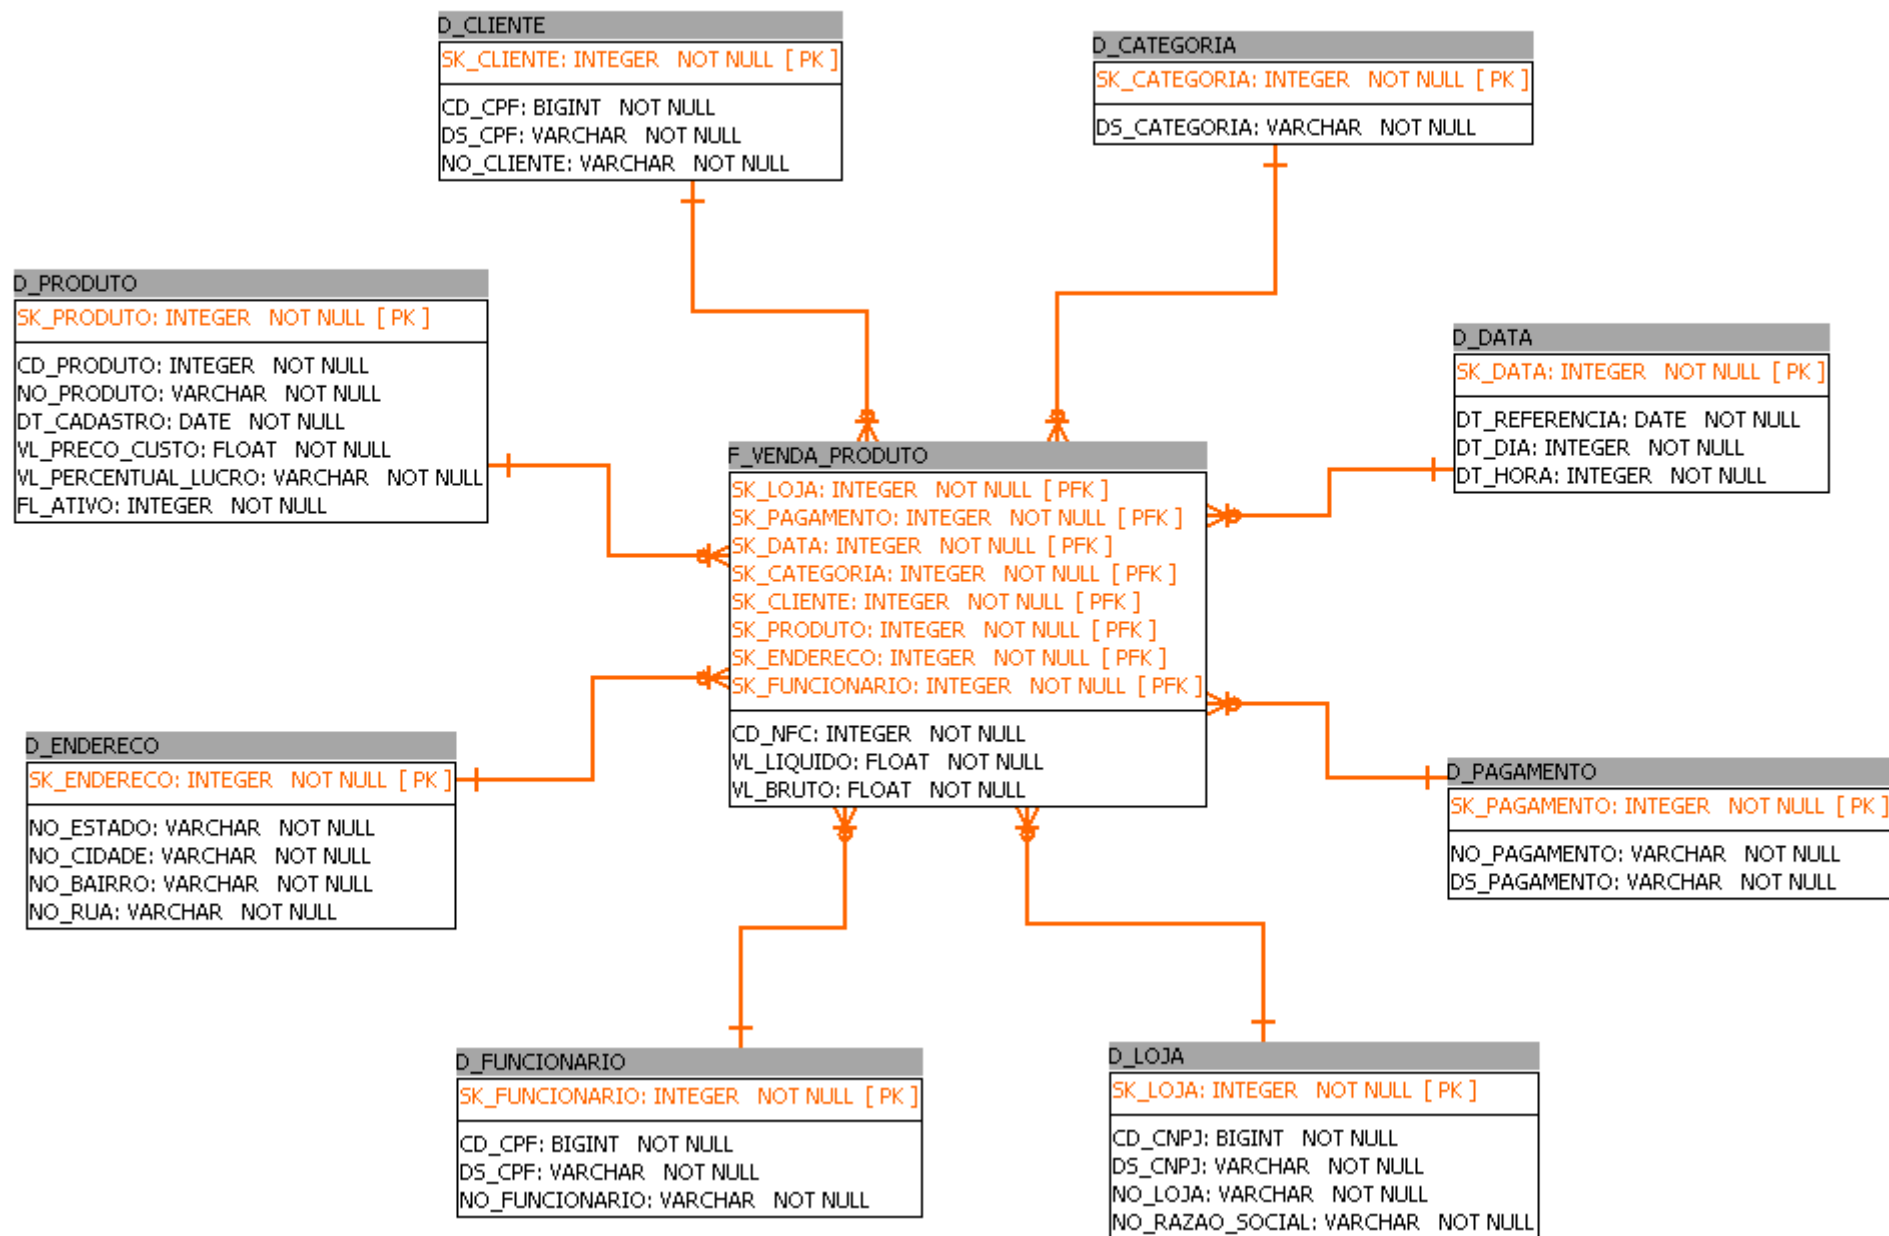 D_CLIENTE
SK_CLIENTE: INTEGER NOT NULL [ PK ]
CD_CPF: BIGINT NOT NULL
DS_CPF: VARCHAR NOT NULL
NO_CLIENTE: VARCHAR NOT NULL
D_CATEGORIA
SK_CATEGORIA: INTEGER NOT NULL [ PK ]
DS_CATEGORIA: VARCHAR NOT NULL
D_PRODUTO
SK_PRODUTO: INTEGER NOT NULL [ PK ]
CD_PRODUTO: INTEGER NOT NULL
NO_PRODUTO: VARCHAR NOT NULL
DT_CADASTRO: DATE NOT NULL
VL_PRECO_CUSTO: FLOAT NOT NULL
VL_PERCENTUAL_LUCRO: VARCHAR NOT NULL
FL_ATIVO: INTEGER NOT NULL
D_DATA
SK_DATA: INTEGER NOT NULL [ PK ]
DT_REFERENCIA: DATE NOT NULL
DT_DIA: INTEGER NOT NULL
DT_HORA: INTEGER NOT NULL
F_VENDA_PRODUTO
SK_LOJA: INTEGER NOT NULL [ PFK ]
SK_PAGAMENTO: INTEGER NOT NULL [ PFK ]
SK_DATA: INTEGER NOT NULL [ PFK ]
SK_CATEGORIA: INTEGER NOT NULL [ PFK ]
SK_CLIENTE: INTEGER NOT NULL [ PFK ]
SK_PRODUTO: INTEGER NOT NULL [ PFK ]
SK_ENDERECO: INTEGER NOT NULL [ PFK ]
SK_FUNCIONARIO: INTEGER NOT NULL [ PFK ]
CD_NFC: INTEGER NOT NULL
VL_LIQUIDO: FLOAT NOT NULL
VL_BRUTO: FLOAT NOT NULL
D_ENDERECO
SK_ENDERECO: INTEGER NOT NULL [ PK ]
NO_ESTADO: VARCHAR NOT NULL
NO_CIDADE: VARCHAR NOT NULL
NO_BAIRRO: VARCHAR NOT NULL
NO_RUA: VARCHAR NOT NULL
D_PAGAMENTO
SK_PAGAMENTO: INTEGER NOT NULL [ PK ]
NO_PAGAMENTO: VARCHAR NOT NULL
DS_PAGAMENTO: VARCHAR NOT NULL
D_FUNCIONARIO
SK_FUNCIONARIO: INTEGER NOT NULL [ PK ]
CD_CPF: BIGINT NOT NULL
DS_CPF: VARCHAR NOT NULL
NO_FUNCIONARIO: VARCHAR NOT NULL
D_LOJA
SK_LOJA: INTEGER NOT NULL [ PK ]
CD_CNPJ: BIGINT NOT NULL
DS_CNPJ: VARCHAR NOT NULL
NO_LOJA: VARCHAR NOT NULL
NO_RAZAO_SOCIAL: VARCHAR NOT NULL